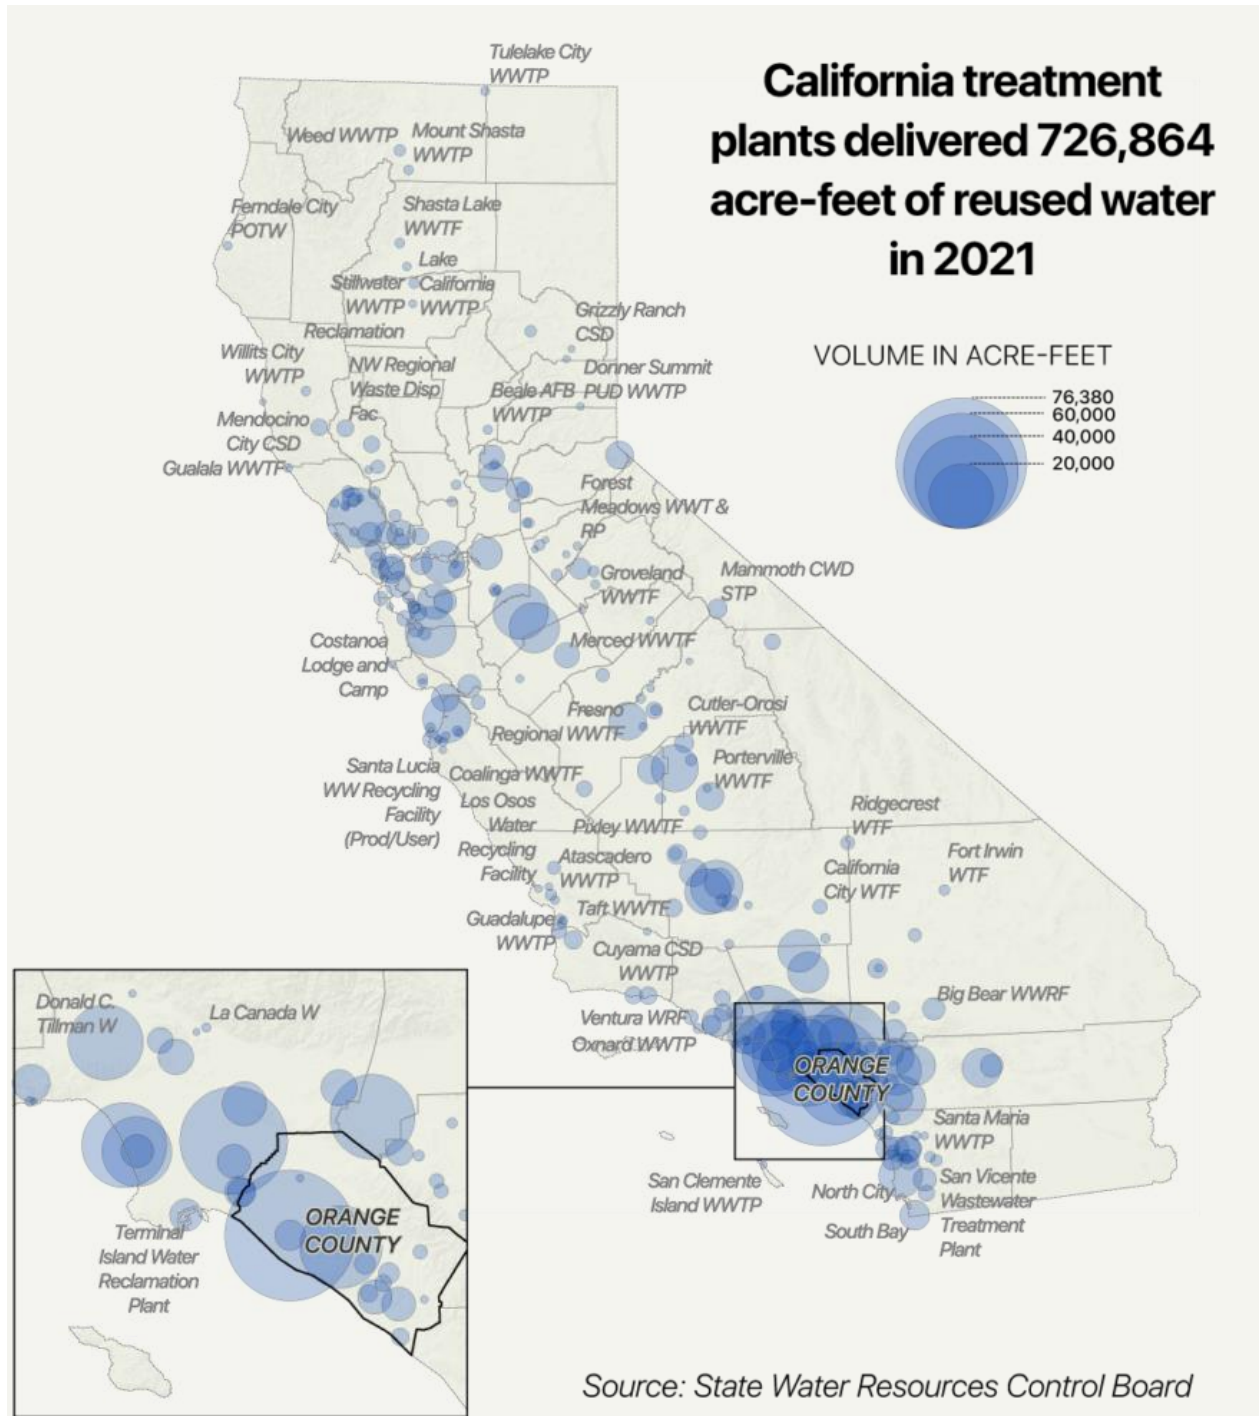 California treatment
plants delivered 726,864
acre-feet of reused water
in 2021
VOLUME IN ACRE-FEET
76,380
60,000
40,000
20,000
Tulelake City
WWTP
Weed WWTP
Mount Shasta
WWTP
Ferndale City
POTW
Shasta Lake
WWTF
Lake
California
WWTP
Stillwater
WWTP
Reclamation
Grizzly Ranch
CSD
Willits City
WWTP
NW Regional
Waste Disp
Fac
Beale AFB
WWTP
Donner Summit
PUD WWTP
Mendocino
City CSD
Gualala WWTF
Forest
Meadows WWT &
RP
Groveland
WWTF
Mammoth CWD
STP
Merced WWTF
Costanoa
Lodge and
Camp
Fresno
Regional WWTF
Cutler-Orosi
WWTF
Porterville
WWTF
Santa Lucia
WW Recycling
Facility
(Prod/User)
Coalinga WWTF
Los Osos
Water
Recycling
Facility
Pixley WWTF
Ridgecrest
WTF
Atascadero
WWTP
California
City WTF
Fort Irwin
WTF
Guadalupe
WWTP
Taft WWTF
Cuyama CSD
WWTP
Big Bear WWRF
Ventura WRF
Oxnard WWTP
ORANGE
COUNTY
Santa Maria
WWTP
San Clemente
Island WWTP
North City
San Vicente
Wastewater
Treatment
Plant
South Bay
Donald C.
Tillman W
La Canada W
ORANGE
COUNTY
Terminal
Island Water
Reclamation
Plant
Source: State Water Resources Control Board